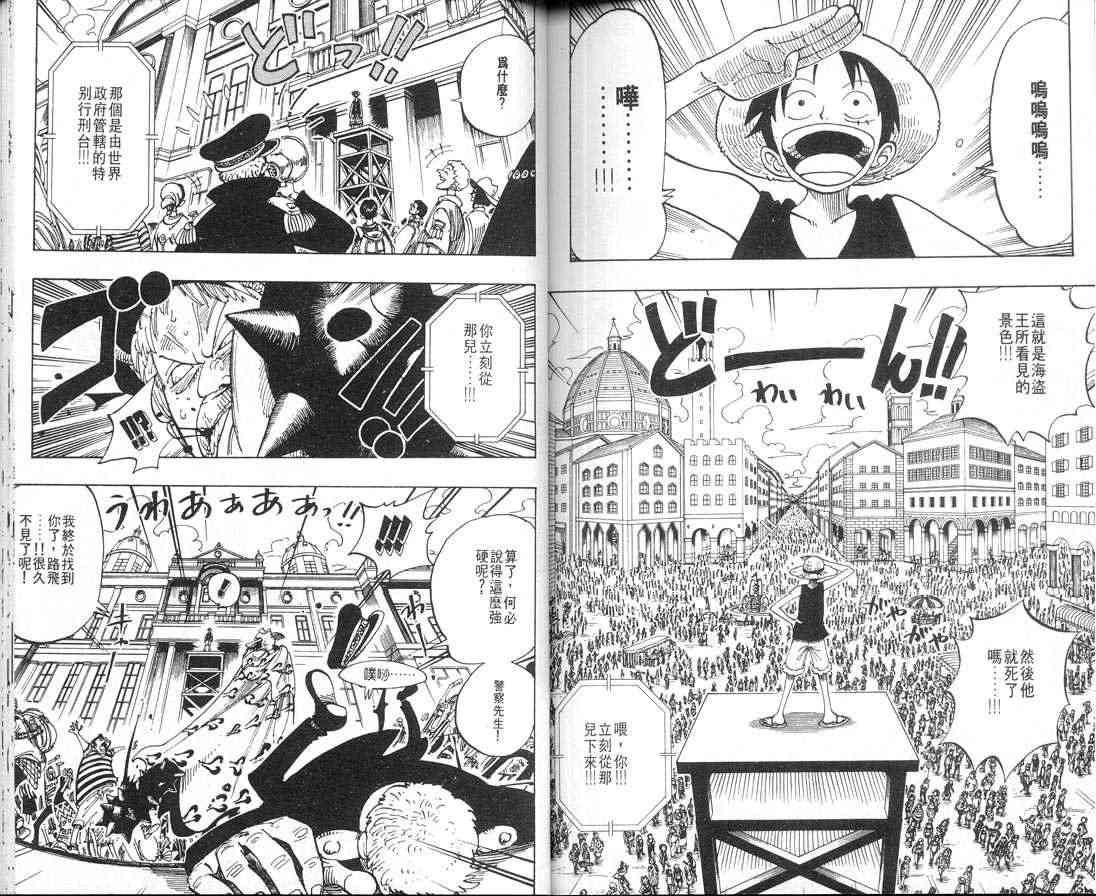 嗚嗚嗚嗚……
嘩……
……!!!
どーーん!!
わぃ わぃ
這就是海盜
王所看見的
景色!!!
がや
がや
然後他
就死了
嗎……!!!
喂,你!!!
立刻從那
兒下來!!!
どっ!!
爲什麼?
那個是由世界
政府管轄的特
別行刑台!!!
你立刻從
那兒……!!!
!!?
うわあぁあぁあっ!!
!!!
算了,何必
說得這麼強
硬呢?
警察先生!
噗吵……
!
我終於找到
你了,路飛
……!!很久
不見了呢!